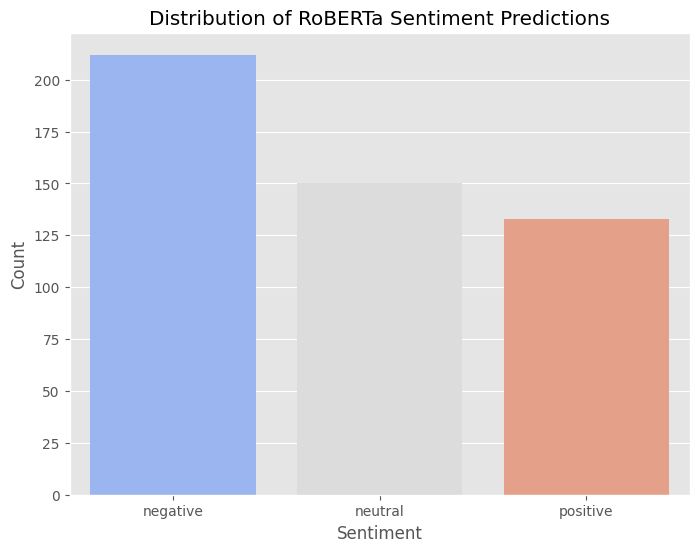 Distribution of RoBERTa Sentiment Predictions
Count
200
175
150
125
100
75
50
25
0
negative neutral positive
Sentiment